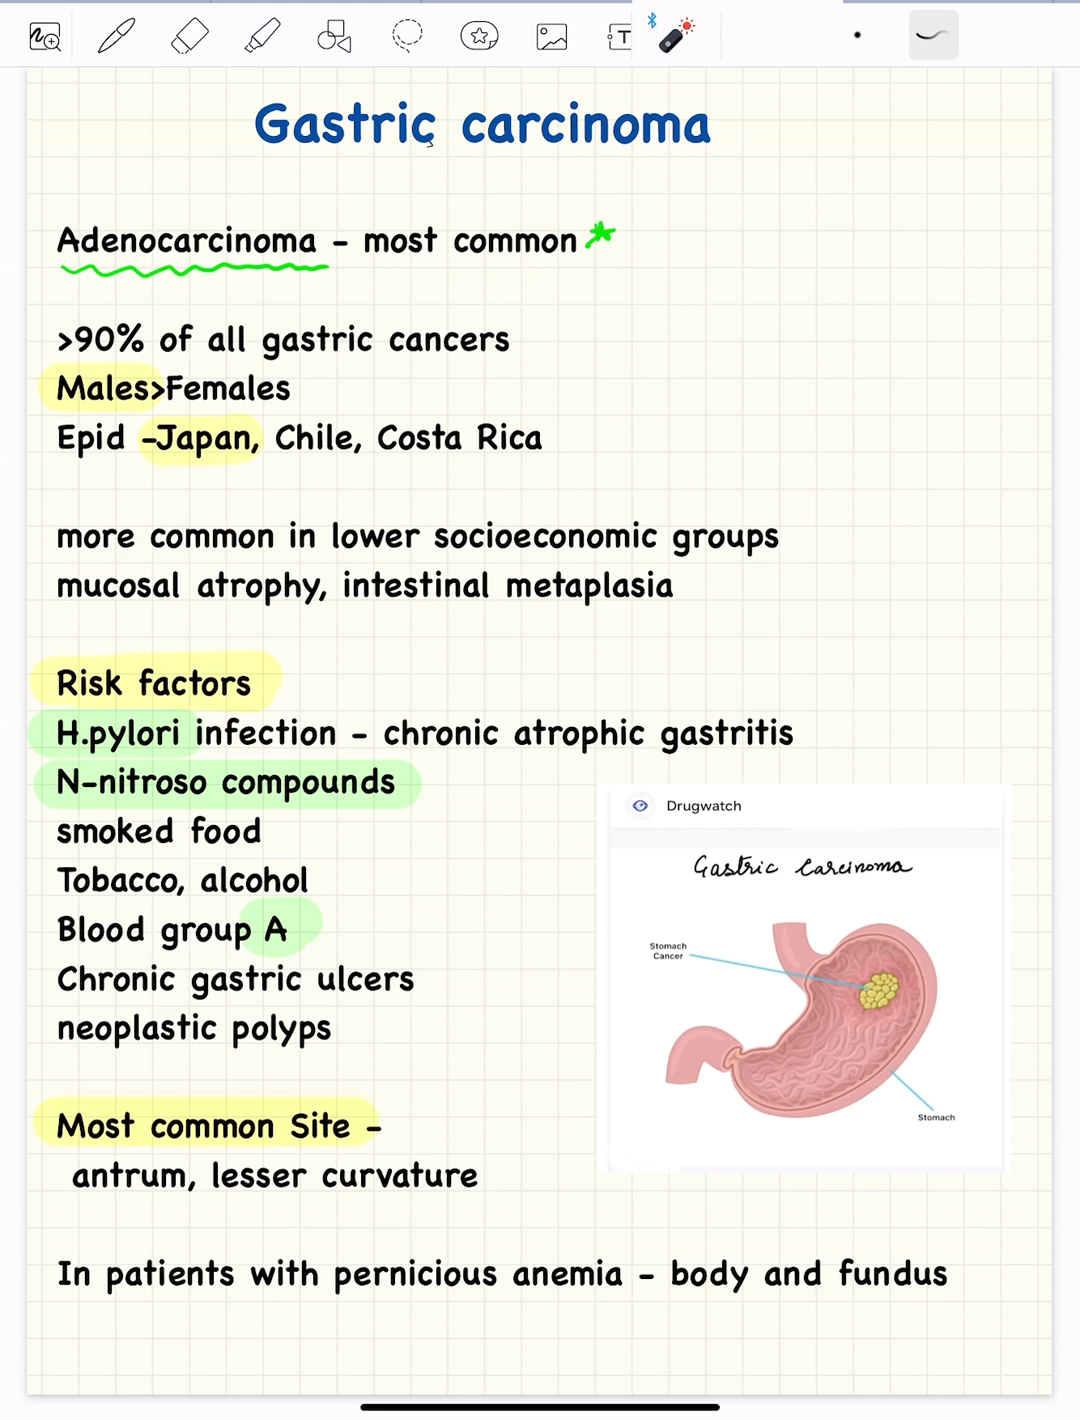 Gastric carcinoma
Adenocarcinoma - most common
>90% of all gastric cancers
Males>Females
Epid -Japan, Chile, Costa Rica
more common in lower socioeconomic groups
mucosal atrophy, intestinal metaplasia
Risk factors
H.pylori infection - chronic atrophic gastritis
N-nitroso compounds
smoked food
Tobacco, alcohol
Blood group A
Chronic gastric ulcers
neoplastic polyps
Most common Site -
antrum, lesser curvature
In patients with pernicious anemia - body and fundus
Drugwatch
Gastric Carcinoma
Stomach
Cancer
Stomach